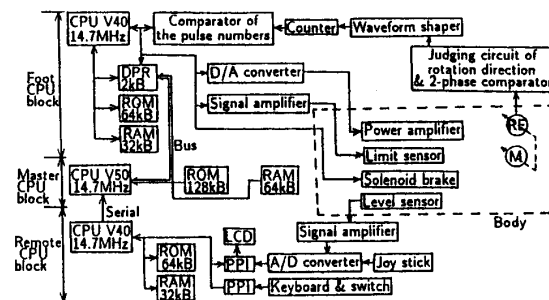 CPU V40
14.7MHz
Comparator of
the pulse numbers
Counter
Waveform shaper
Judging circuit of
rotation direction
& 2-phase comparator
Foot
CPU
block
DPR
2kB
ROM
64kB
RAM
32kB
D/A converter
Signal amplifier
RE
M
Power amplifier
Limit sensor
Solenoid brake
Level sensor
Body
Bus
Master
CPU
block
CPU V50
14.7MHz
ROM
128kB
RAM
64kB
Serial
Remote
CPU
block
CPU V40
14.7MHz
ROM
64kB
RAM
32kB
LCD
PPI
PPI
Signal amplifier
A/D converter
Joy stick
Keyboard & switch